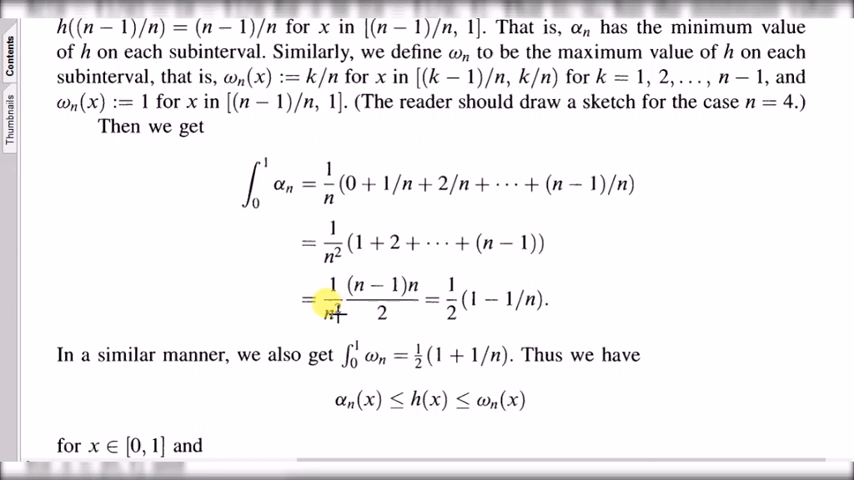 Contents
Thumbnails
h((n − 1)/n) = (n − 1)/n for x in [(n − 1)/n, 1]. That is, αₙ has the minimum value
of h on each subinterval. Similarly, we define ωₙ to be the maximum value of h on each
subinterval, that is, ωₙ(x) := k/n for x in [(k − 1)/n, k/n) for k = 1, 2, . . . , n − 1, and
ωₙ(x) := 1 for x in [(n − 1)/n, 1]. (The reader should draw a sketch for the case n = 4.)
Then we get
∫₀¹ αₙ = 1/n (0 + 1/n + 2/n + · · · + (n − 1)/n)
= 1/n² (1 + 2 + · · · + (n − 1))
= 1/n² (n − 1)n/2 = 1/2 (1 − 1/n).
In a similar manner, we also get ∫₀¹ ωₙ = ½(1 + 1/n). Thus we have
αₙ(x) ≤ h(x) ≤ ωₙ(x)
for x ∈ [0, 1] and